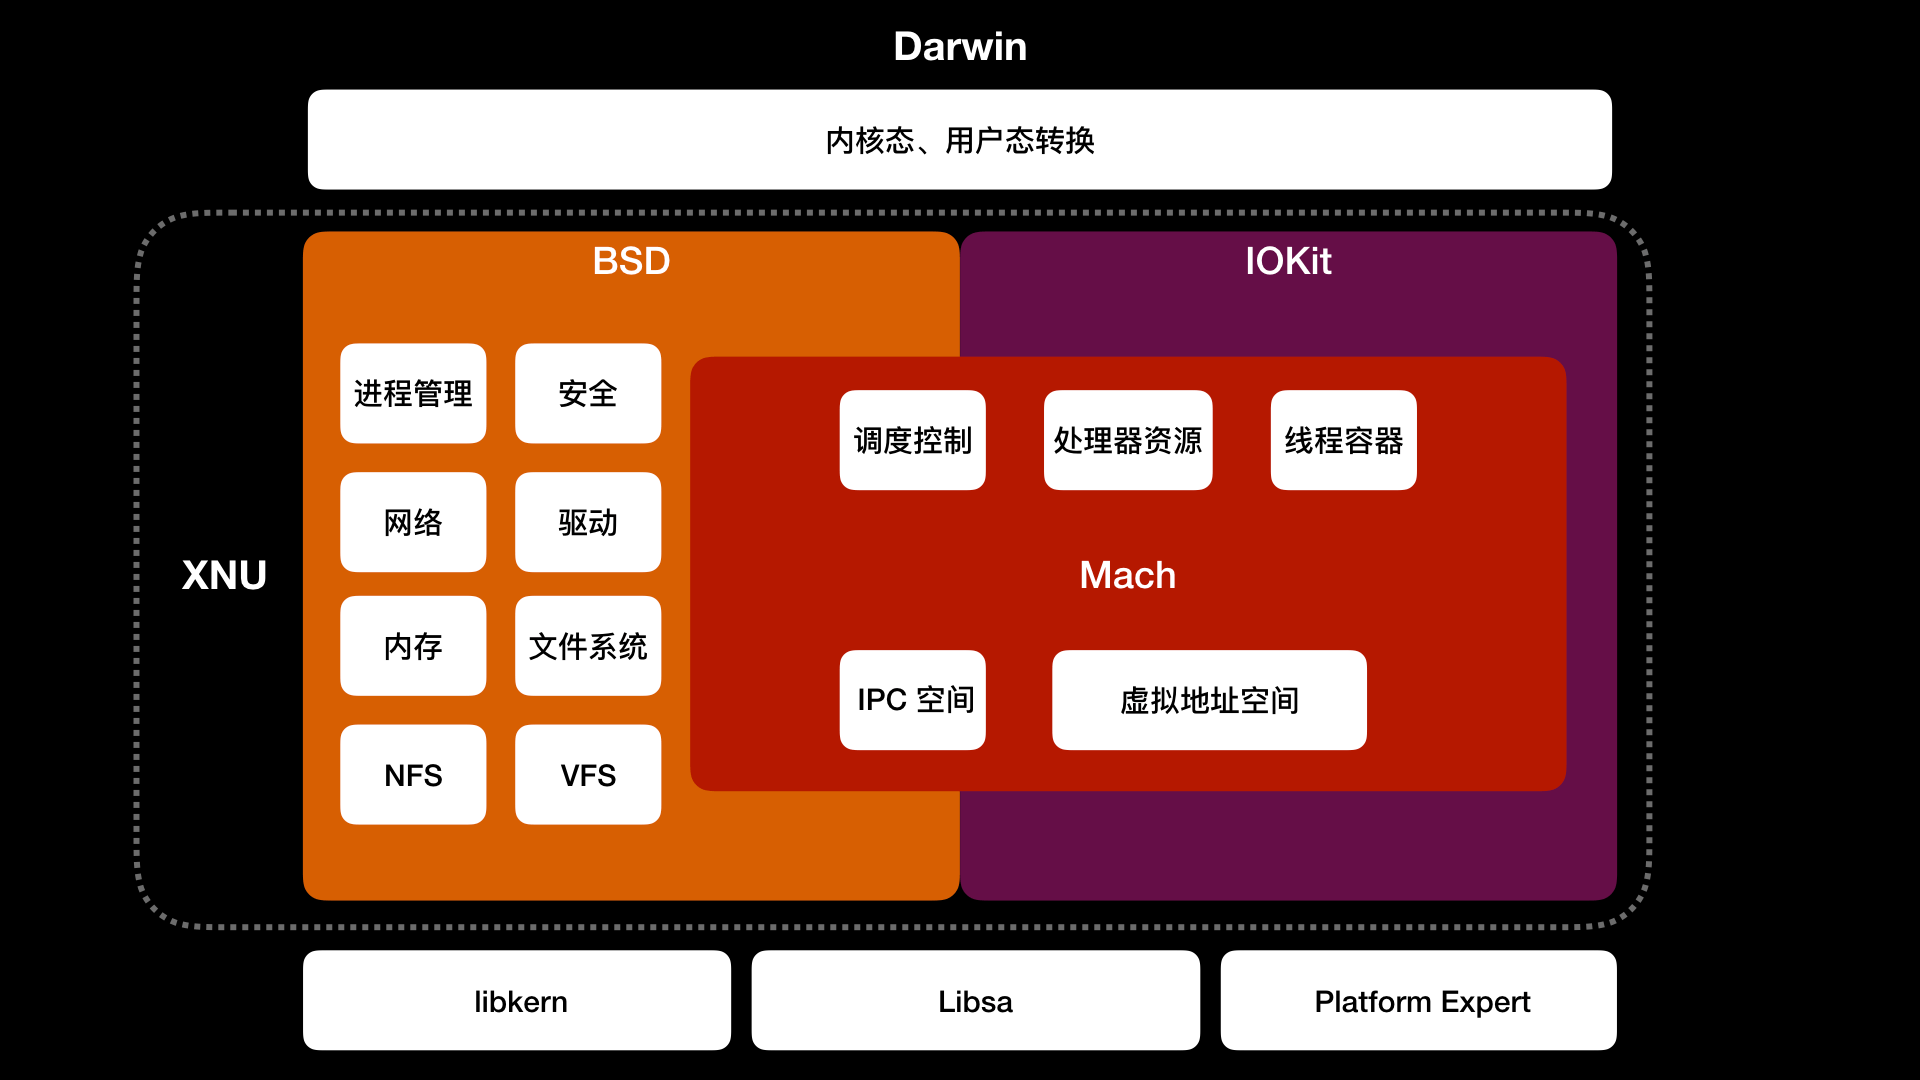 Darwin
内核态、用户态转换
XNU
BSD
进程管理
安全
网络
驱动
内存
文件系统
NFS
VFS
IOKit
调度控制
处理器资源
线程容器
Mach
IPC 空间
虚拟地址空间
libkern
Libsa
Platform Expert